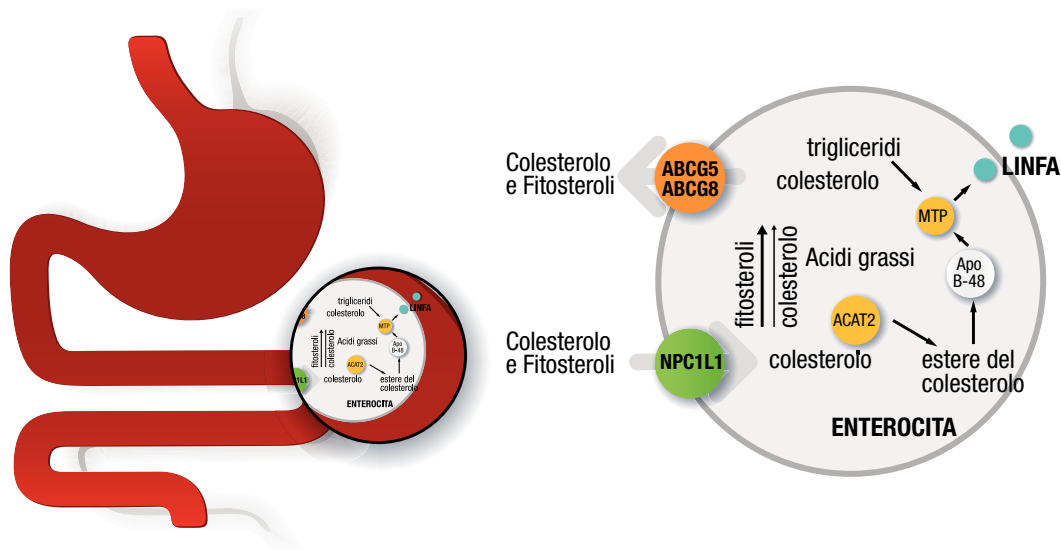 trigliceridi
colesterolo
LINFA
MTP
fitosteroli
colesterolo
Acidi grassi
Apo
B-48
ACAT2
colesterolo
estere del
colesterolo
ENTEROCITA
Colesterolo
e Fitosteroli
ABCG5
ABCG8
trigliceridi
colesterolo
LINFA
MTP
fitosteroli
colesterolo
Acidi grassi
Apo
B-48
ACAT2
Colesterolo
e Fitosteroli
NPC1L1
colesterolo
estere del
colesterolo
ENTEROCITA